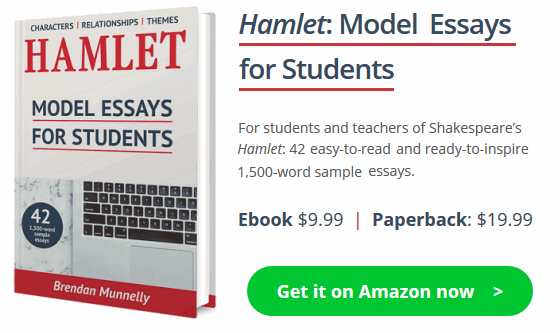 CHARACTERS | RELATIONSHIPS | THEMES
HAMLET
MODEL ESSAYS
FOR STUDENTS
42
1,500-word
sample
essays
Brendan Munnelly
Hamlet: Model Essays
for Students
For students and teachers of Shakespeare's
Hamlet: 42 easy-to-read and ready-to-inspire
1,500-word sample essays.
Ebook $9.99 | Paperback: $19.99
Get it on Amazon now >